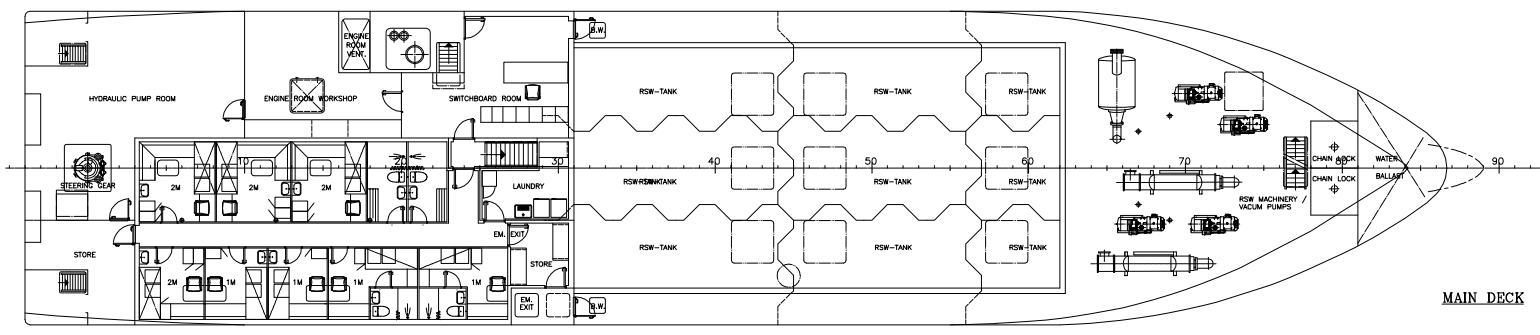 B.W.
ENGINE
ROOM
VENT.
HYDRAULIC PUMP ROOM
ENGINE ROOM WORKSHOP
SWITCHBOARD ROOM
RSW-TANK
RSW-TANK
RSW-TANK
10
20
30
40
50
60
70
80
90
CHAIN LOCK
WATER
CHAIN LOCK
BALLAST
STEERING GEAR
2M
2M
2M
LAUNDRY
RSW-TANK
RSW-TANK
RSW-TANK
RSW MACHINERY /
VACUM PUMPS
EM. EXIT
STORE
STORE
RSW-TANK
RSW-TANK
RSW-TANK
2M
1M
1M
1M
1M
EM.
EXIT
B.W.
MAIN DECK